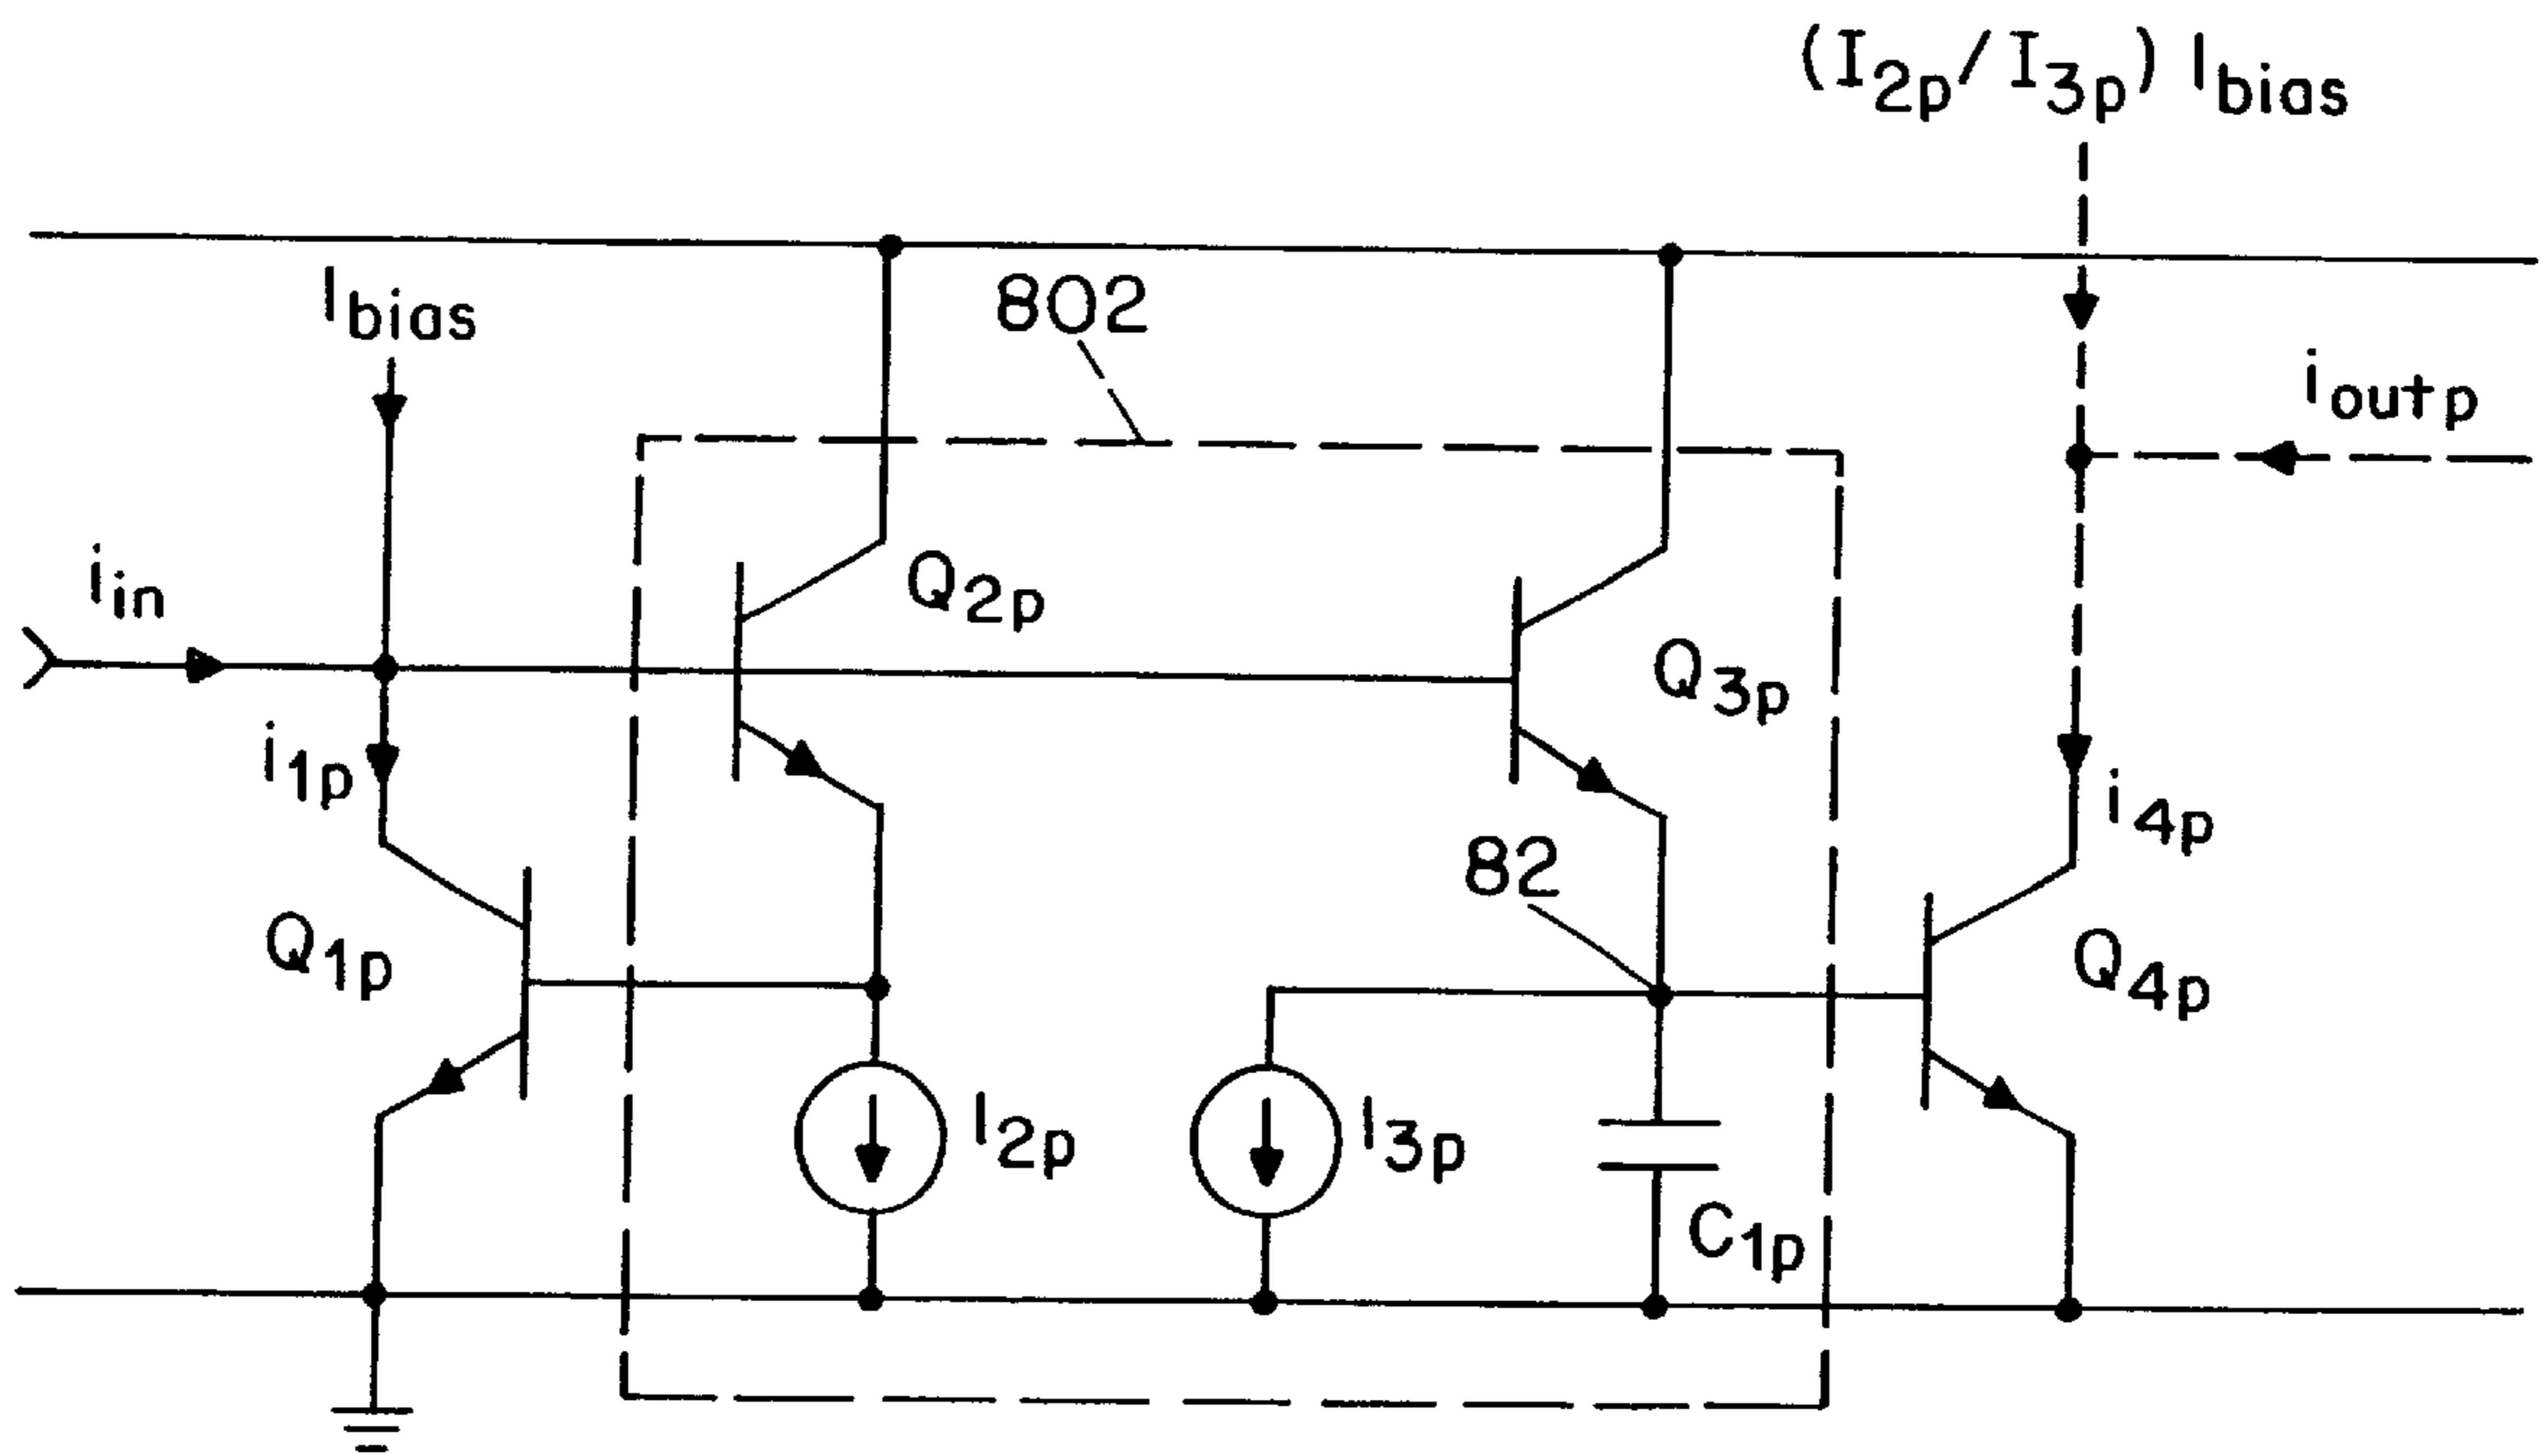 (I2p/I3p) Ibias
Ibias
802
ioutp
iin
Q2p
Q3p
i1p
i4p
82
Q1p
Q4p
I2p
I3p
C1p